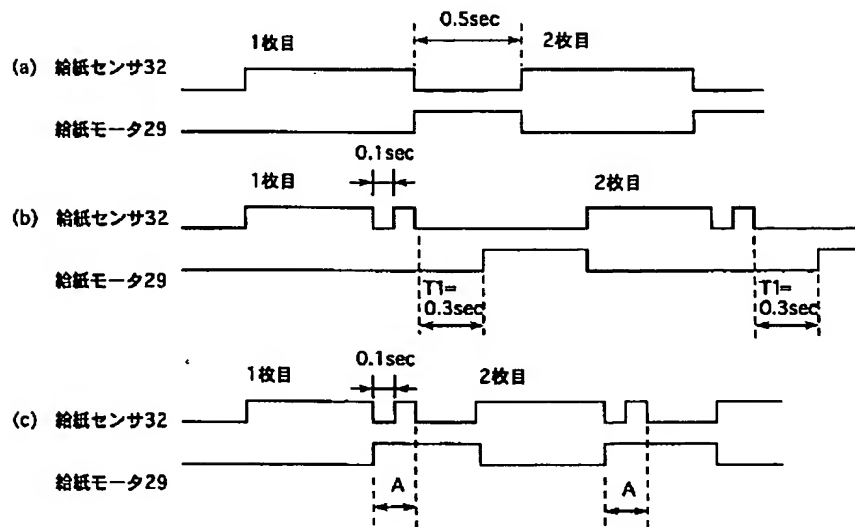 0.5sec
1枚目 2枚目
(a) 給紙センサ32
給紙モータ29
0.1sec
1枚目 2枚目
(b) 給紙センサ32
給紙モータ29
T1= T1=
0.3sec 0.3sec
0.1sec
1枚目 2枚目
(c) 給紙センサ32
給紙モータ29
A A